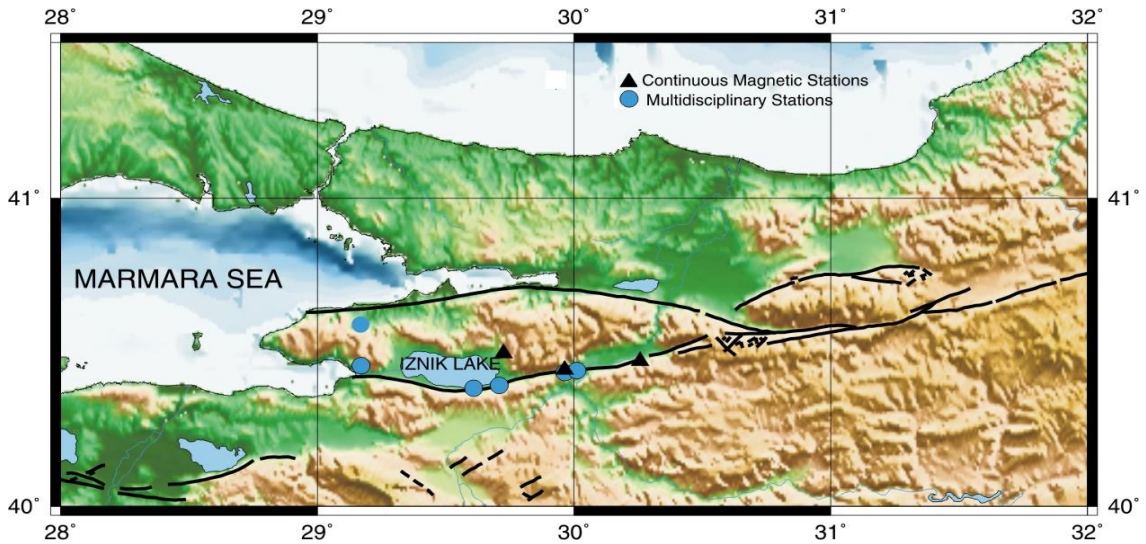 28° 29° 30° 31° 32°
Continuous Magnetic Stations
Multidisciplinary Stations
41° 41°
MARMARA SEA
IZNIK LAKE
40° 40°
28° 29° 30° 31° 32°